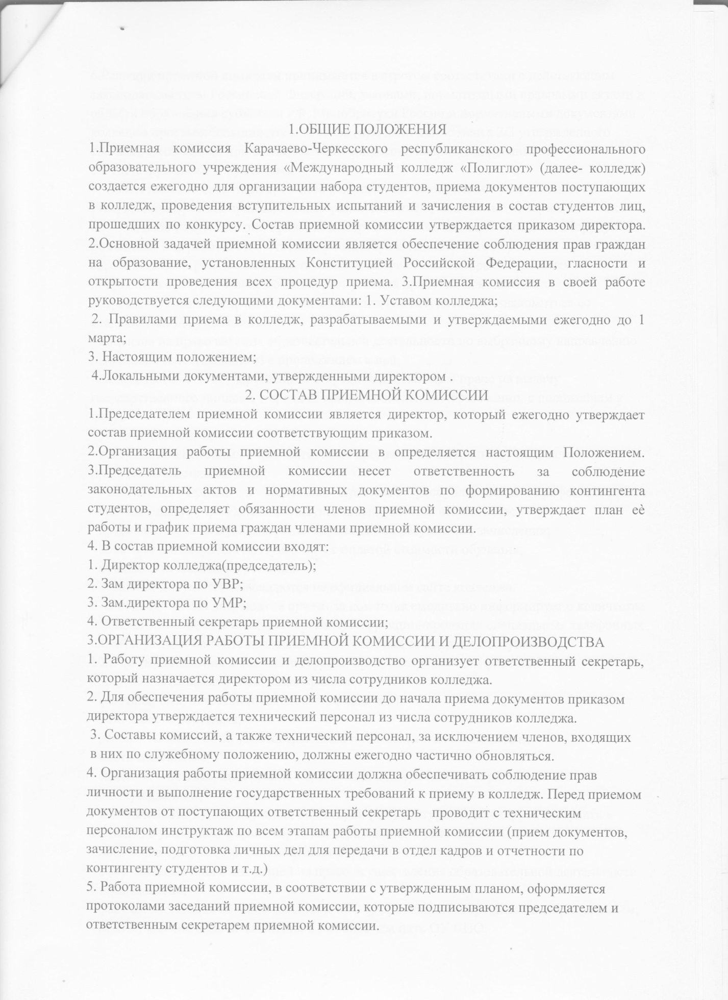 1.ОБЩИЕ ПОЛОЖЕНИЯ
1.Приемная комиссия Карачаево-Черкесского республиканского профессионального
образовательного учреждения «Международный колледж «Полиглот» (далее- колледж)
создается ежегодно для организации набора студентов, приема документов поступающих
в колледж, проведения вступительных испытаний и зачисления в состав студентов лиц,
прошедших по конкурсу. Состав приемной комиссии утверждается приказом директора.
2.Основной задачей приемной комиссии является обеспечение соблюдения прав граждан
на образование, установленных Конституцией Российской Федерации, гласности и
открытости проведения всех процедур приема. 3.Приемная комиссия в своей работе
руководствуется следующими документами: 1. Уставом колледжа;
2. Правилами приема в колледж, разрабатываемыми и утверждаемыми ежегодно до 1
марта;
3. Настоящим положением;
4.Локальными документами, утвержденными директором .
2. СОСТАВ ПРИЕМНОЙ КОМИССИИ
1.Председателем приемной комиссии является директор, который ежегодно утверждает
состав приемной комиссии соответствующим приказом.
2.Организация работы приемной комиссии в определяется настоящим Положением.
3.Председатель приемной комиссии несет ответственность за соблюдение
законодательных актов и нормативных документов по формированию контингента
студентов, определяет обязанности членов приемной комиссии, утверждает план еѐ
работы и график приема граждан членами приемной комиссии.
4. В состав приемной комиссии входят:
1. Директор колледжа(председатель);
2. Зам директора по УВР;
3. Зам.директора по УМР;
4. Ответственный секретарь приемной комиссии;
3.ОРГАНИЗАЦИЯ РАБОТЫ ПРИЕМНОЙ КОМИССИИ И ДЕЛОПРОИЗВОДСТВА
1. Работу приемной комиссии и делопроизводство организует ответственный секретарь,
который назначается директором из числа сотрудников колледжа.
2. Для обеспечения работы приемной комиссии до начала приема документов приказом
директора утверждается технический персонал из числа сотрудников колледжа.
3. Составы комиссий, а также технический персонал, за исключением членов, входящих
в них по служебному положению, должны ежегодно частично обновляться.
4. Организация работы приемной комиссии должна обеспечивать соблюдение прав
личности и выполнение государственных требований к приему в колледж. Перед приемом
документов от поступающих ответственный секретарь проводит с техническим
персоналом инструктаж по всем этапам работы приемной комиссии (прием документов,
зачисление, подготовка личных дел для передачи в отдел кадров и отчетности по
контингенту студентов и т.д.)
5. Работа приемной комиссии, в соответствии с утвержденным планом, оформляется
протоколами заседаний приемной комиссии, которые подписываются председателем и
ответственным секретарем приемной комиссии.